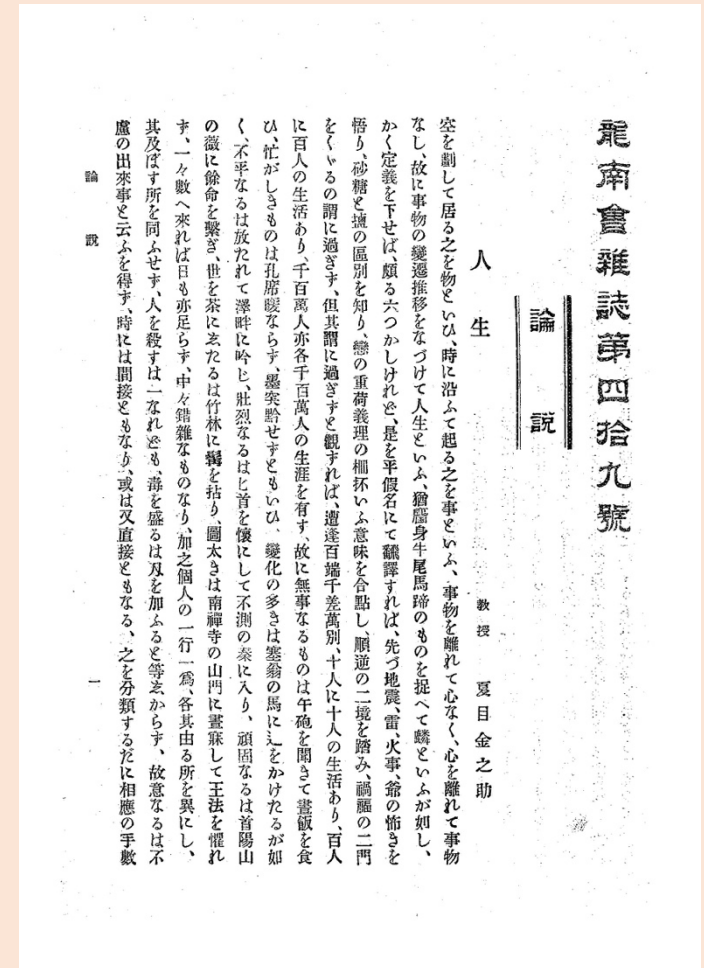 龍南會雜誌第四拾九號
論説
人生
教授 夏目金之助
空を劃して居る之を物といひ、時に沿ふて起る之を事といふ、事物を離れて心なく、心を離れて事物
なし、故に事物の變遷推移をなづけて人生といふ、猶麕身牛尾馬蹄のものを捉へて麟といふが如し、
かく定義を下せば、頗る六つかしけれど、是を平假名にて飜譯すれば、先づ地震、雷、火事、爺の怖きを
悟り、砂糖と塩の區別を知り、戀の重荷義理の柵抔いふ意味を合點し、順逆の二境を踏み、禍福の二門
をくゞるの謂に過ぎず、但其謂に過ぎずと觀ずれば、遭逢百端千差萬別、十人に十人の生活あり、百人
に百人の生活あり、千百萬人亦各千百萬人の生涯を有す、故に無事なるものは午砲を聞きて晝飯を食
ひ、忙がしきものは孔席暖ならず、墨突黔せずともいひ、變化の多きは塞翁の馬に辶をかけたるが如
く、不平なるは放たれて澤畔に吟じ、壯烈なるは匕首を懷にして不測の秦に入り、頑固なるは首陽山
の薇に餘命を繫ぎ、世を茶に志たるは竹林に髯を拈り、圖太きは南禪寺の山門に晝寐して王法を懼れ
ず、一々數へ來れば日も亦足らず、中々錯雜なものなり、加之個人の一行一爲、各其由る所を異にし、
其及ぼす所を同ふせず、人を殺すは一なれども、毒を盛るは刃を加ふると等志からず、故意なるは不
慮の出來事と云ふを得ず、時には間接ともなり、或は又直接ともなる、之を分類するだに相應の手數
論説
一